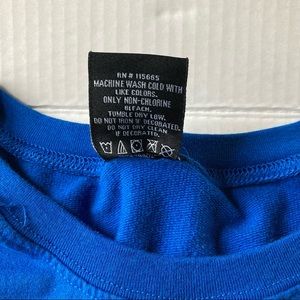 RN # 115665
MACHINE WASH COLD WITH
LIKE COLORS.
ONLY NON-CHLORINE
BLEACH.
TUMBLE DRY LOW.
DO NOT IRON IF DECORATED.
DO NOT DRY CLEAN
IF DECORATED.